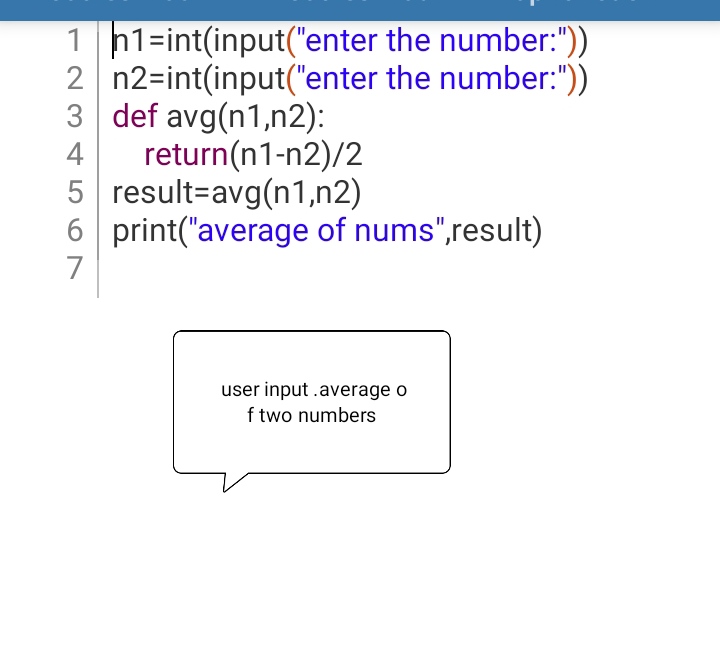 1 n1=int(input("enter the number:"))
2 n2=int(input("enter the number:"))
3 def avg(n1,n2):
4     return(n1-n2)/2
5 result=avg(n1,n2)
6 print("average of nums",result)
7
user input .average o
f two numbers